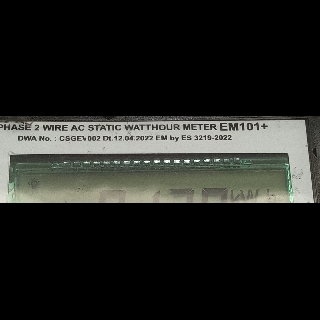 PHASE 2 WIRE AC STATIC WATTHOUR METER EM101+
DWA No. : CSGEV002 Dt.12.04.2022 EM by ES 3219-2022